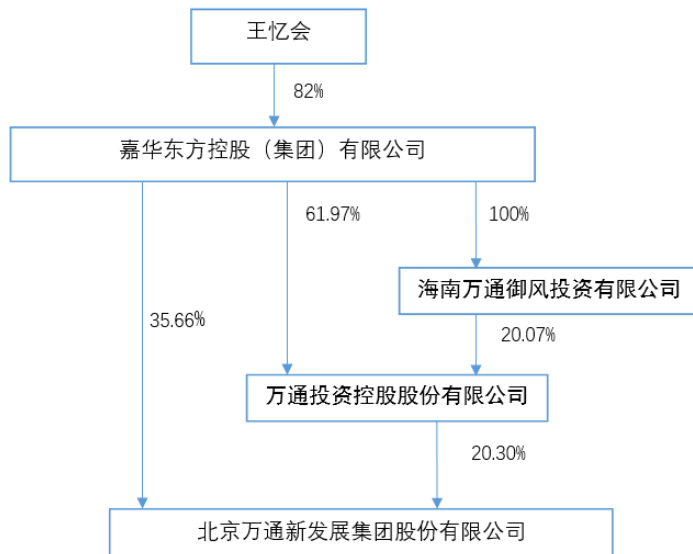 王忆会
82%
嘉华东方控股（集团）有限公司
61.97%
100%
海南万通御风投资有限公司
35.66%
20.07%
万通投资控股股份有限公司
20.30%
北京万通新发展集团股份有限公司